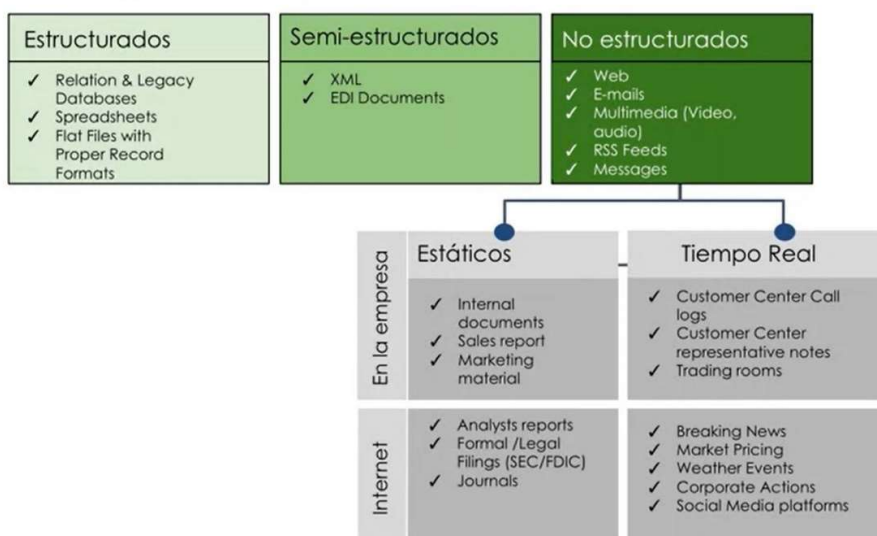 Estructurados
✓ Relation & Legacy
Databases
✓ Spreadsheets
✓ Flat Files with
Proper Record
Formats
Semi-estructurados
✓ XML
✓ EDI Documents
No estructurados
✓ Web
✓ E-mails
✓ Multimedia (Video,
audio)
✓ RSS Feeds
✓ Messages
En la empresa
Estáticos
✓ Internal
documents
✓ Sales report
✓ Marketing
material
Tiempo Real
✓ Customer Center Call
logs
✓ Customer Center
representative notes
✓ Trading rooms
Internet
✓ Analysts reports
✓ Formal /Legal
Filings (SEC/FDIC)
✓ Journals
✓ Breaking News
✓ Market Pricing
✓ Weather Events
✓ Corporate Actions
✓ Social Media platforms